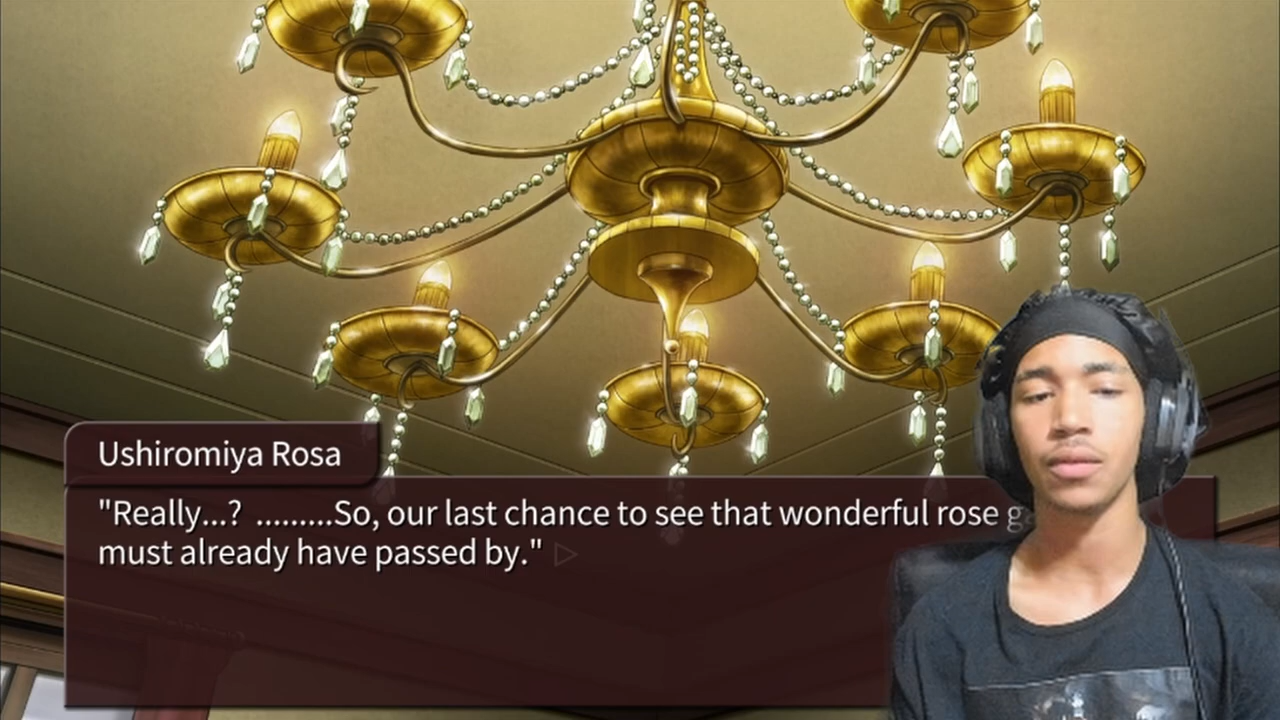 Ushiromiya Rosa
"Really...? .........So, our last chance to see that wonderful rose
must already have passed by."